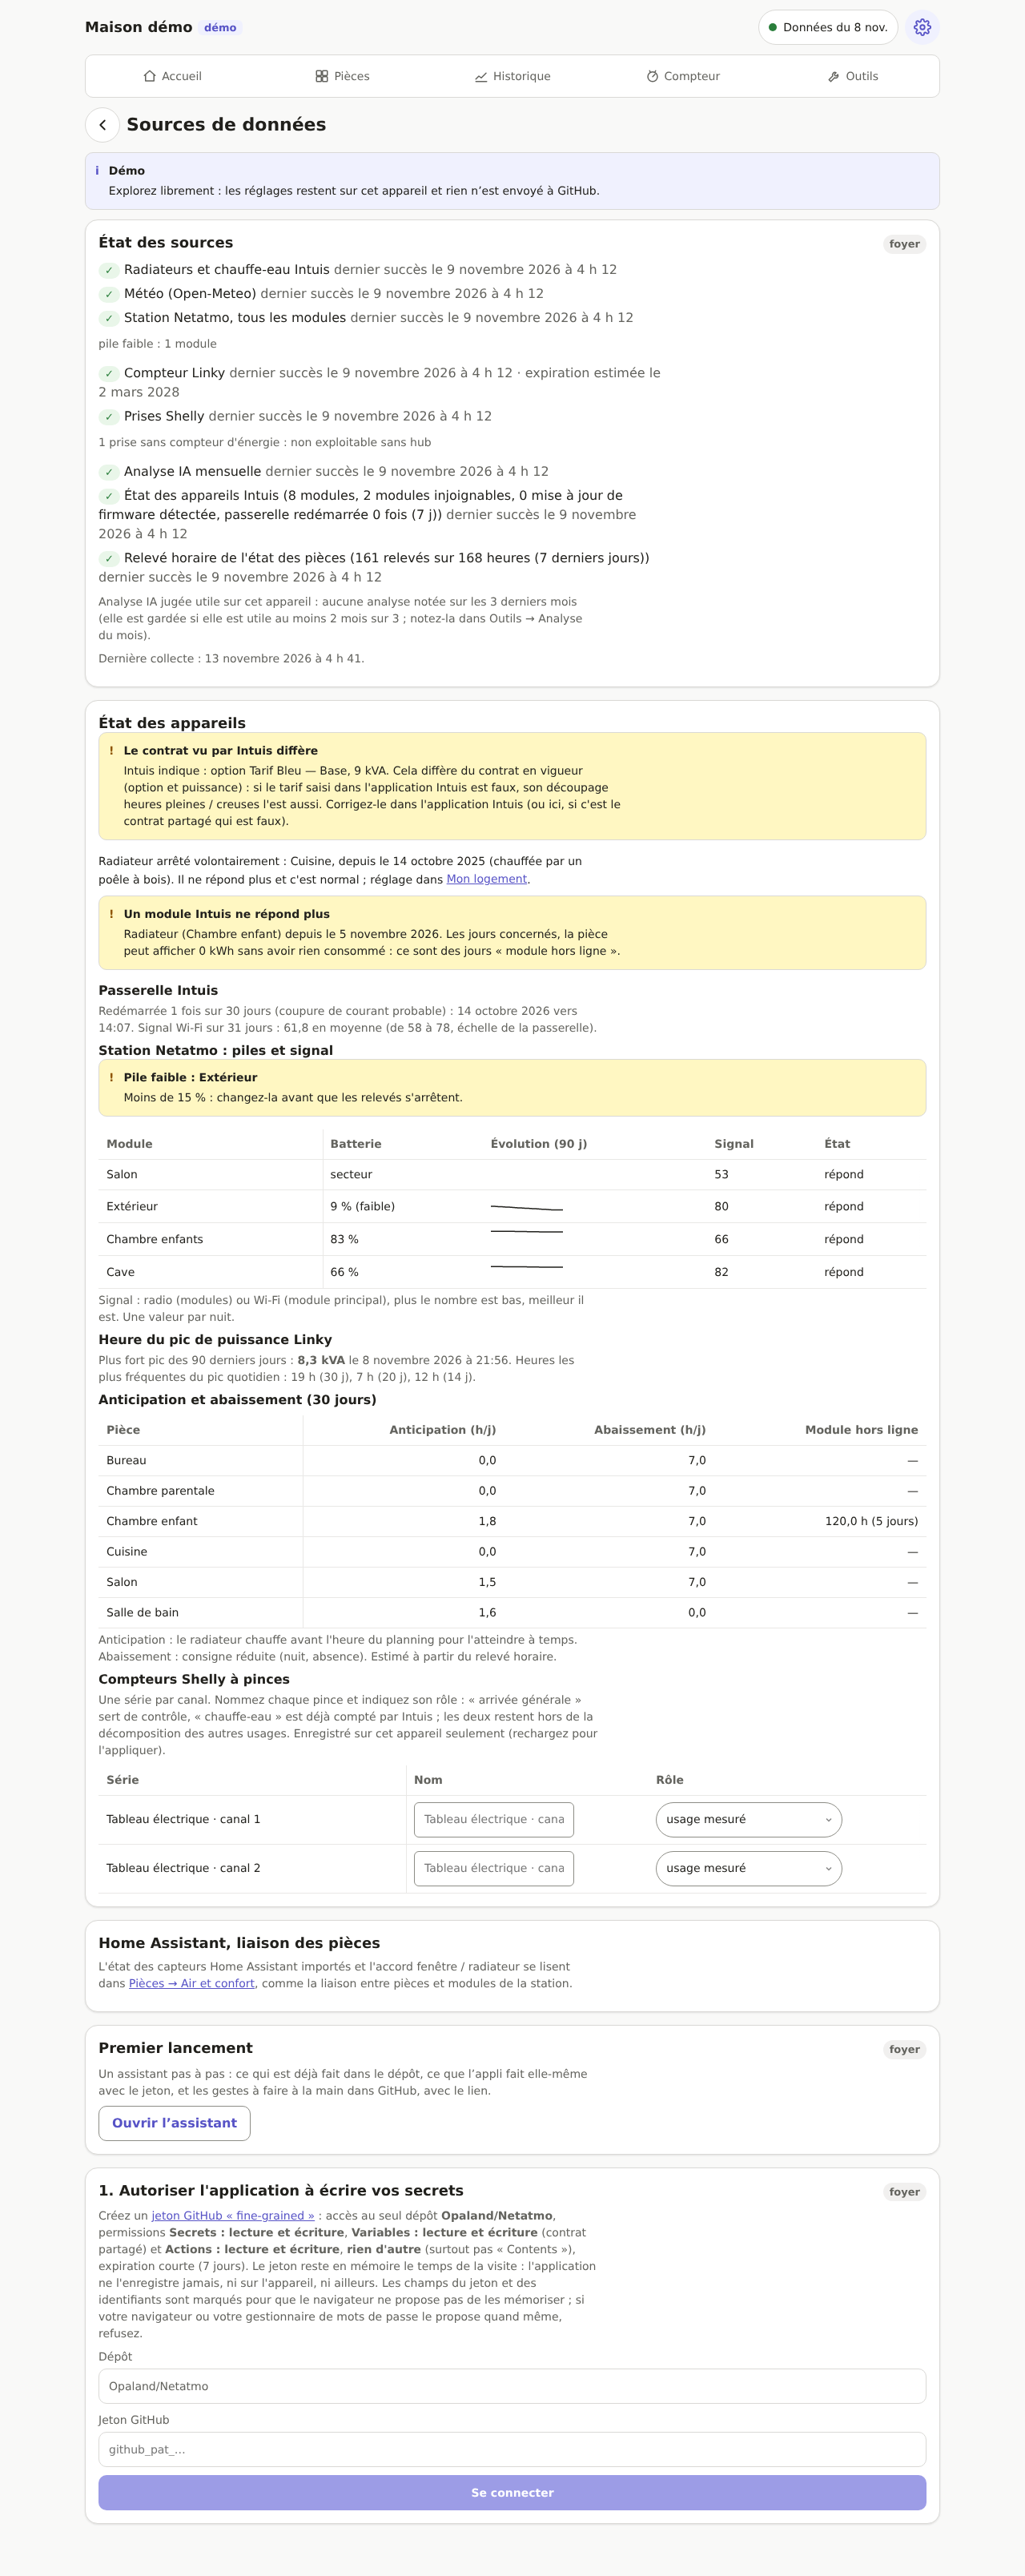 Maison démo démo
Données du 8 nov.
Accueil
Pièces
Historique
Compteur
Outils
Sources de données
i Démo
Explorez librement : les réglages restent sur cet appareil et rien n’est envoyé à GitHub.
État des sources
foyer
✓ Radiateurs et chauffe-eau Intuis dernier succès le 9 novembre 2026 à 4 h 12
✓ Météo (Open-Meteo) dernier succès le 9 novembre 2026 à 4 h 12
✓ Station Netatmo, tous les modules dernier succès le 9 novembre 2026 à 4 h 12
pile faible : 1 module
✓ Compteur Linky dernier succès le 9 novembre 2026 à 4 h 12 · expiration estimée le
2 mars 2028
✓ Prises Shelly dernier succès le 9 novembre 2026 à 4 h 12
1 prise sans compteur d'énergie : non exploitable sans hub
✓ Analyse IA mensuelle dernier succès le 9 novembre 2026 à 4 h 12
✓ État des appareils Intuis (8 modules, 2 modules injoignables, 0 mise à jour de
firmware détectée, passerelle redémarrée 0 fois (7 j)) dernier succès le 9 novembre
2026 à 4 h 12
✓ Relevé horaire de l'état des pièces (161 relevés sur 168 heures (7 derniers jours))
dernier succès le 9 novembre 2026 à 4 h 12
Analyse IA jugée utile sur cet appareil : aucune analyse notée sur les 3 derniers mois
(elle est gardée si elle est utile au moins 2 mois sur 3 ; notez-la dans Outils → Analyse
du mois).
Dernière collecte : 13 novembre 2026 à 4 h 41.
État des appareils
! Le contrat vu par Intuis diffère
Intuis indique : option Tarif Bleu — Base, 9 kVA. Cela diffère du contrat en vigueur
(option et puissance) : si le tarif saisi dans l'application Intuis est faux, son découpage
heures pleines / creuses l'est aussi. Corrigez-le dans l'application Intuis (ou ici, si c'est le
contrat partagé qui est faux).
Radiateur arrêté volontairement : Cuisine, depuis le 14 octobre 2025 (chauffée par un
poêle à bois). Il ne répond plus et c'est normal ; réglage dans Mon logement.
! Un module Intuis ne répond plus
Radiateur (Chambre enfant) depuis le 5 novembre 2026. Les jours concernés, la pièce
peut afficher 0 kWh sans avoir rien consommé : ce sont des jours « module hors ligne ».
Passerelle Intuis
Redémarrée 1 fois sur 30 jours (coupure de courant probable) : 14 octobre 2026 vers
14:07. Signal Wi-Fi sur 31 jours : 61,8 en moyenne (de 58 à 78, échelle de la passerelle).
Station Netatmo : piles et signal
! Pile faible : Extérieur
Moins de 15 % : changez-la avant que les relevés s'arrêtent.
Module Batterie Évolution (90 j) Signal État
Salon secteur 53 répond
Extérieur 9 % (faible) 80 répond
Chambre enfants 83 % 66 répond
Cave 66 % 82 répond
Signal : radio (modules) ou Wi-Fi (module principal), plus le nombre est bas, meilleur il
est. Une valeur par nuit.
Heure du pic de puissance Linky
Plus fort pic des 90 derniers jours : 8,3 kVA le 8 novembre 2026 à 21:56. Heures les
plus fréquentes du pic quotidien : 19 h (30 j), 7 h (20 j), 12 h (14 j).
Anticipation et abaissement (30 jours)
Pièce Anticipation (h/j) Abaissement (h/j) Module hors ligne
Bureau 0,0 7,0 —
Chambre parentale 0,0 7,0 —
Chambre enfant 1,8 7,0 120,0 h (5 jours)
Cuisine 0,0 7,0 —
Salon 1,5 7,0 —
Salle de bain 1,6 0,0 —
Anticipation : le radiateur chauffe avant l'heure du planning pour l'atteindre à temps.
Abaissement : consigne réduite (nuit, absence). Estimé à partir du relevé horaire.
Compteurs Shelly à pinces
Une série par canal. Nommez chaque pince et indiquez son rôle : « arrivée générale »
sert de contrôle, « chauffe-eau » est déjà compté par Intuis ; les deux restent hors de la
décomposition des autres usages. Enregistré sur cet appareil seulement (rechargez pour
l'appliquer).
Série Nom Rôle
Tableau électrique · canal 1 Tableau électrique · cana usage mesuré
Tableau électrique · canal 2 Tableau électrique · cana usage mesuré
Home Assistant, liaison des pièces
L'état des capteurs Home Assistant importés et l'accord fenêtre / radiateur se lisent
dans Pièces → Air et confort, comme la liaison entre pièces et modules de la station.
Premier lancement
foyer
Un assistant pas à pas : ce qui est déjà fait dans le dépôt, ce que l’appli fait elle-même
avec le jeton, et les gestes à faire à la main dans GitHub, avec le lien.
Ouvrir l’assistant
1. Autoriser l'application à écrire vos secrets
foyer
Créez un jeton GitHub « fine-grained » : accès au seul dépôt Opaland/Netatmo,
permissions Secrets : lecture et écriture, Variables : lecture et écriture (contrat
partagé) et Actions : lecture et écriture, rien d'autre (surtout pas « Contents »),
expiration courte (7 jours). Le jeton reste en mémoire le temps de la visite : l'application
ne l'enregistre jamais, ni sur l'appareil, ni ailleurs. Les champs du jeton et des
identifiants sont marqués pour que le navigateur ne propose pas de les mémoriser ; si
votre navigateur ou votre gestionnaire de mots de passe le propose quand même,
refusez.
Dépôt
Opaland/Netatmo
Jeton GitHub
github_pat_…
Se connecter